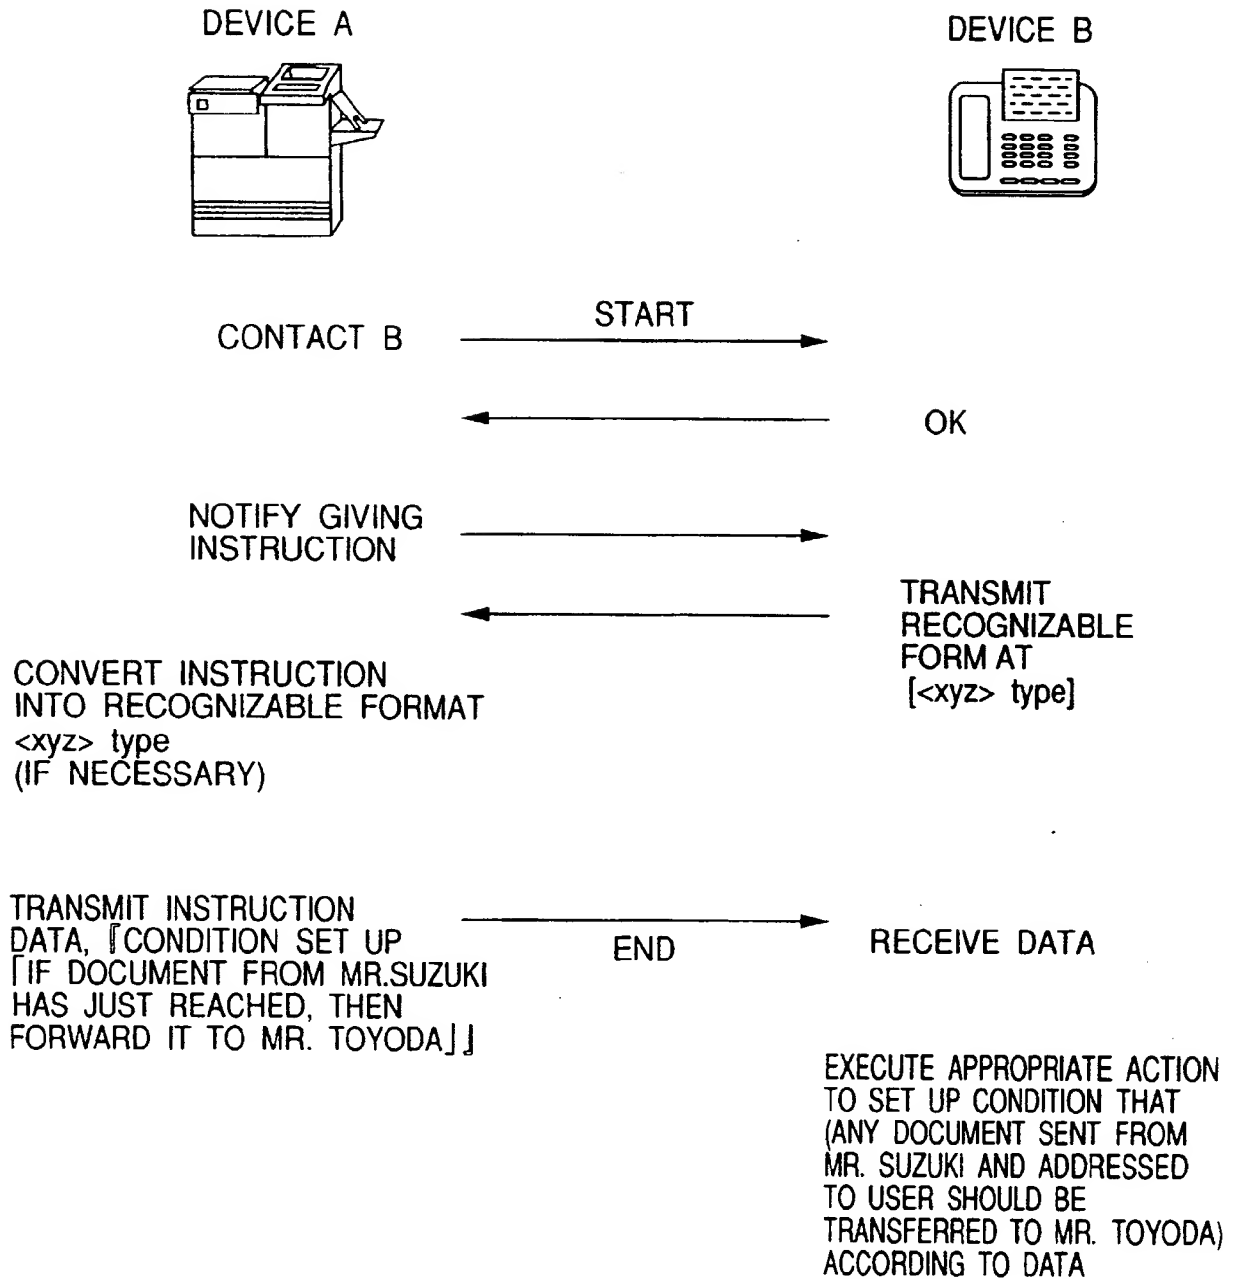 DEVICE A
DEVICE B
CONTACT B
START
OK
NOTIFY GIVING
INSTRUCTION
TRANSMIT
RECOGNIZABLE
FORM AT
[<xyz> type]
CONVERT INSTRUCTION
INTO RECOGNIZABLE FORMAT
<xyz> type
(IF NECESSARY)
TRANSMIT INSTRUCTION
DATA, 『CONDITION SET UP
「IF DOCUMENT FROM MR.SUZUKI
HAS JUST REACHED, THEN
FORWARD IT TO MR. TOYODA」』
END
RECEIVE DATA
EXECUTE APPROPRIATE ACTION
TO SET UP CONDITION THAT
(ANY DOCUMENT SENT FROM
MR. SUZUKI AND ADDRESSED
TO USER SHOULD BE
TRANSFERRED TO MR. TOYODA)
ACCORDING TO DATA